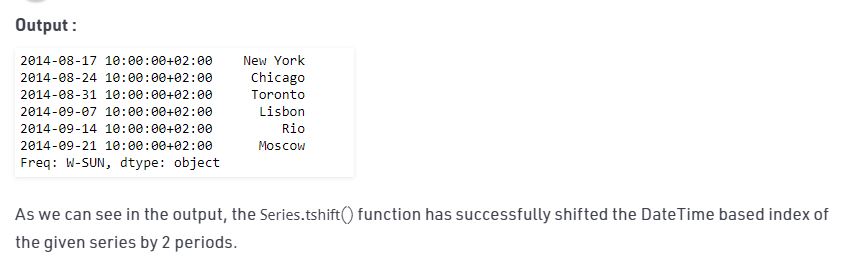 Output :
2014-08-17 10:00:00+02:00    New York
2014-08-24 10:00:00+02:00     Chicago
2014-08-31 10:00:00+02:00     Toronto
2014-09-07 10:00:00+02:00      Lisbon
2014-09-14 10:00:00+02:00         Rio
2014-09-21 10:00:00+02:00      Moscow
Freq: W-SUN, dtype: object
As we can see in the output, the Series.tshift() function has successfully shifted the DateTime based index of
the given series by 2 periods.